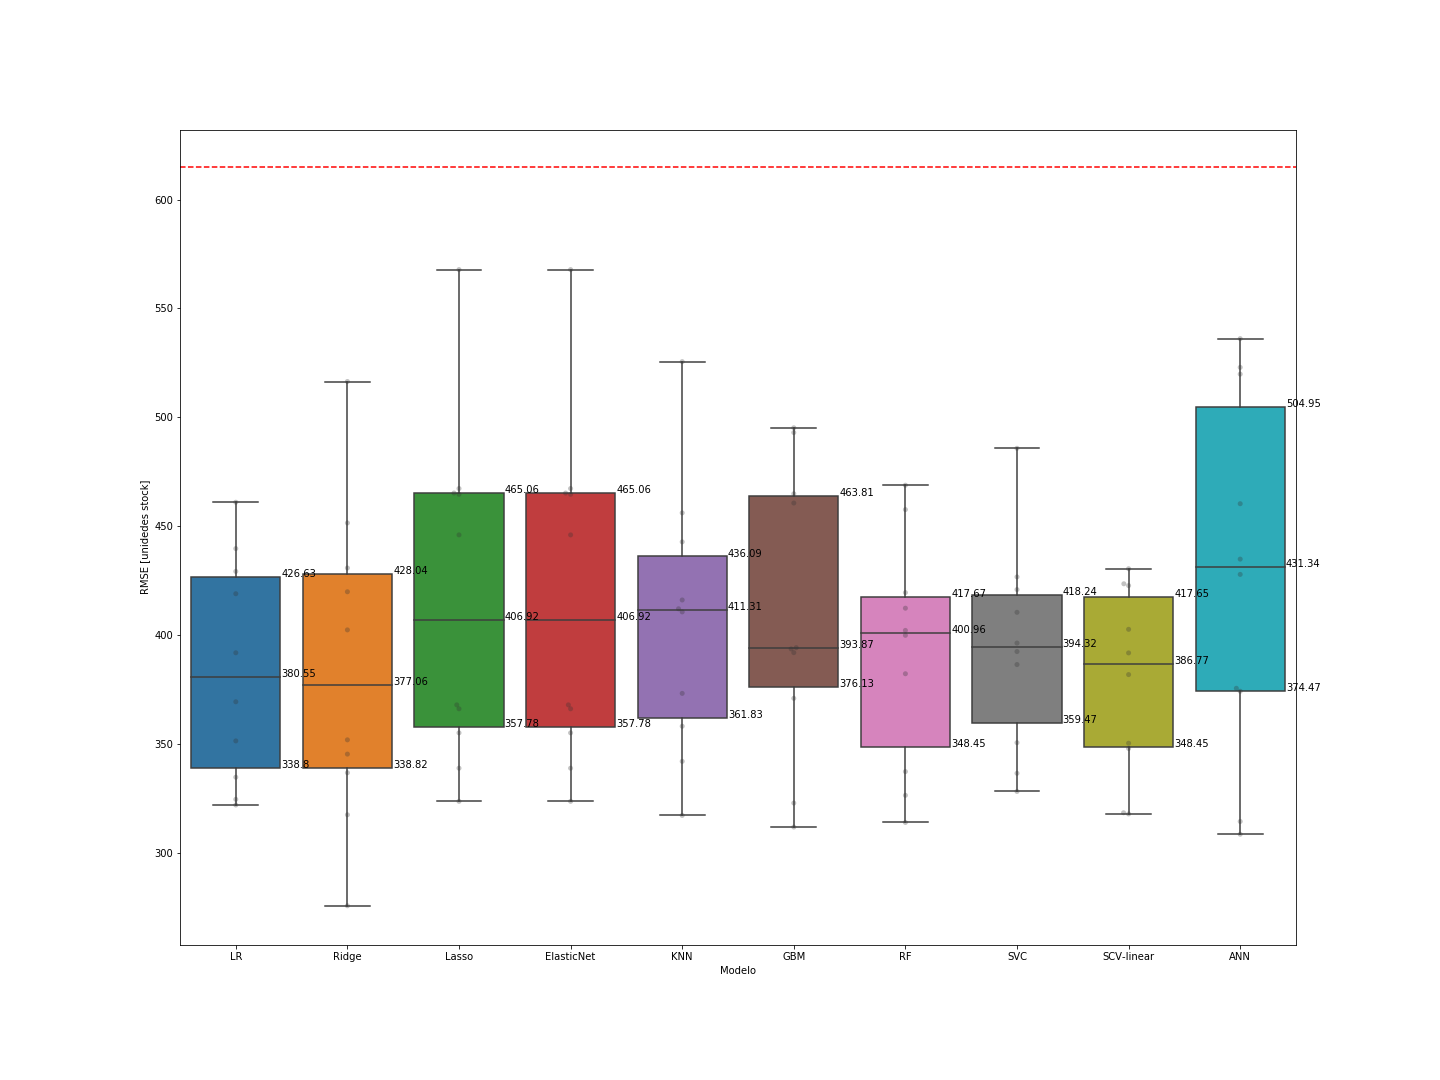 600
550
504.95
500
465.06 465.06 463.81
450
436.09
426.63 428.04 431.34
411.31 417.67 418.24 417.65
406.92 406.92
400
400.96
393.87 394.32
380.55 377.06 376.13 386.77 374.47
361.83 359.47
357.78 357.78
350
348.45 348.45
338.8 338.82
300
RMSE [unidedes stock]
LR Ridge Lasso ElasticNet KNN GBM RF SVC SCV-linear ANN
Modelo